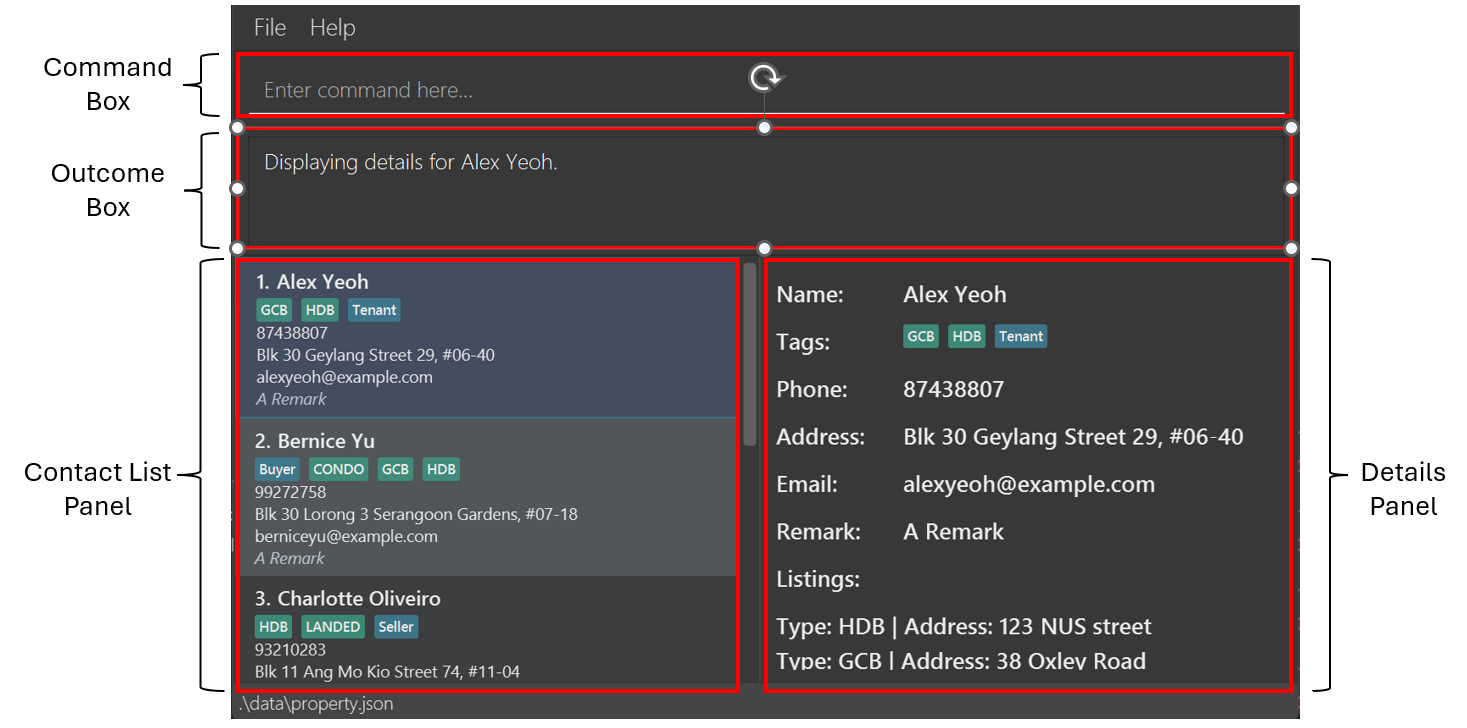 File Help
Command
Box
Enter command here...
Outcome
Box
Displaying details for Alex Yeoh.
Contact List
Panel
1. Alex Yeoh
GCB HDB Tenant
87438807
Blk 30 Geylang Street 29, #06-40
alexyeoh@example.com
A Remark
2. Bernice Yu
Buyer CONDO GCB HDB
99272758
Blk 30 Lorong 3 Serangoon Gardens, #07-18
berniceyu@example.com
A Remark
3. Charlotte Oliveiro
HDB LANDED Seller
93210283
Blk 11 Ang Mo Kio Street 74, #11-04
Name: Alex Yeoh
Tags: GCB HDB Tenant
Phone: 87438807
Address: Blk 30 Geylang Street 29, #06-40
Email: alexyeoh@example.com
Remark: A Remark
Listings:
Type: HDB | Address: 123 NUS street
Type: GCB | Address: 38 Oxley Road
Details
Panel
.\data\property.json